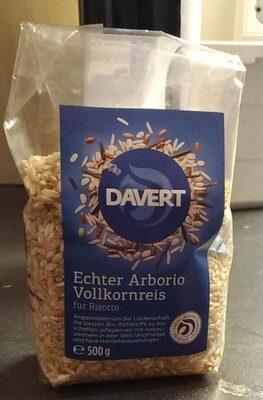 DAVERT
Echter Arborio
Vollkornreis
für Risotto
Angetrieben von der Leidenschaft,
die besten Bio-Rohstoffe zu be-
schaffen, pflegen wir mit Anbau-
partnern in aller Welt langfristige
und faire Handelsbeziehungen.
e 500 g